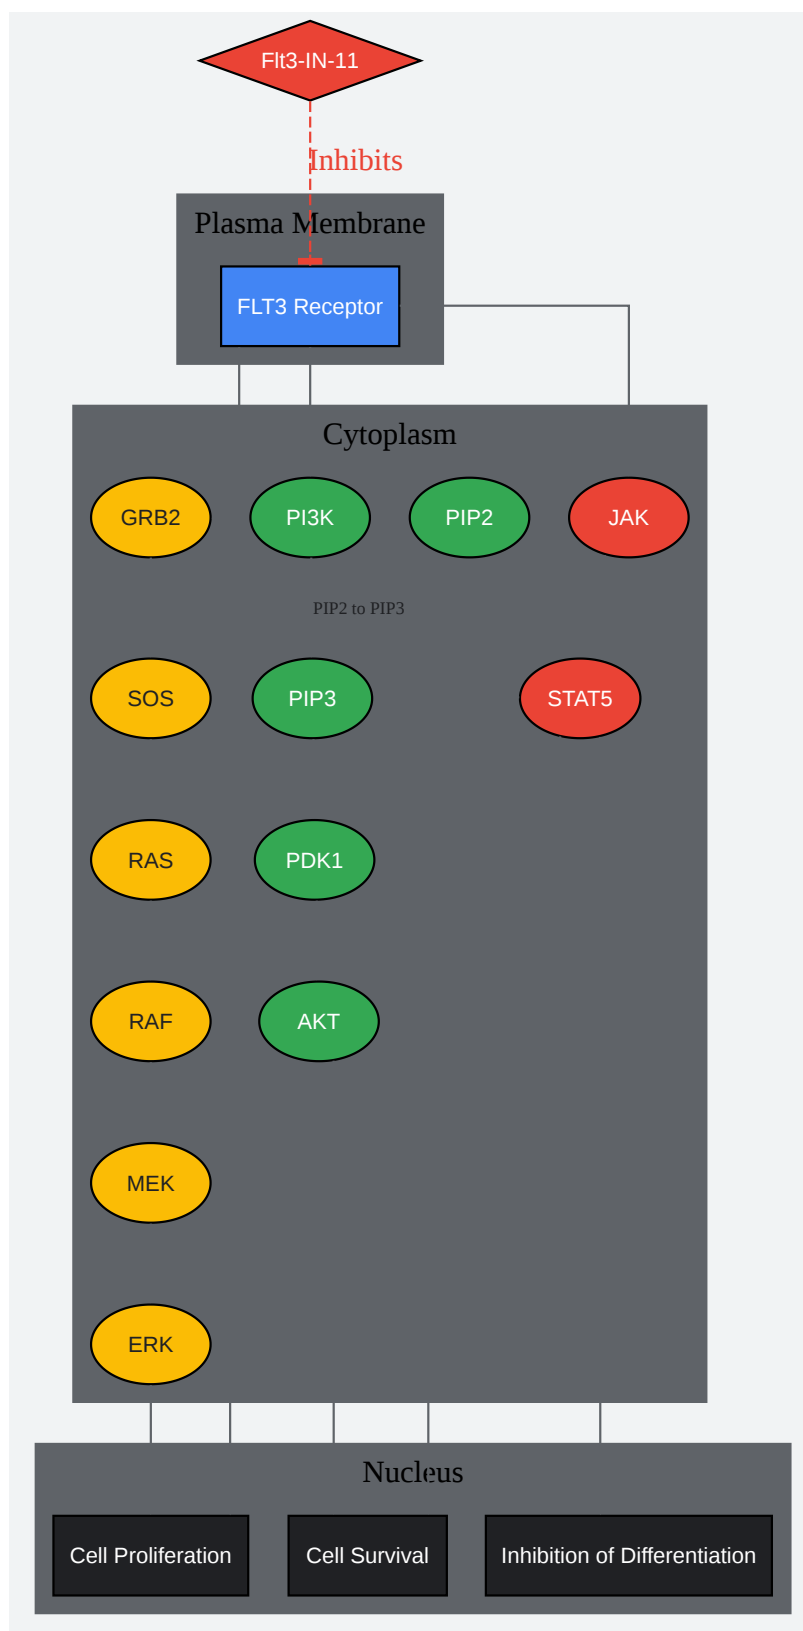 Flt3-IN-11
Inhibits
Plasma Membrane
FLT3 Receptor
Cytoplasm
GRB2
PI3K
PIP2
JAK
PIP2 to PIP3
SOS
PIP3
STAT5
RAS
PDK1
RAF
AKT
MEK
ERK
Nucleus
Cell Proliferation
Cell Survival
Inhibition of Differentiation